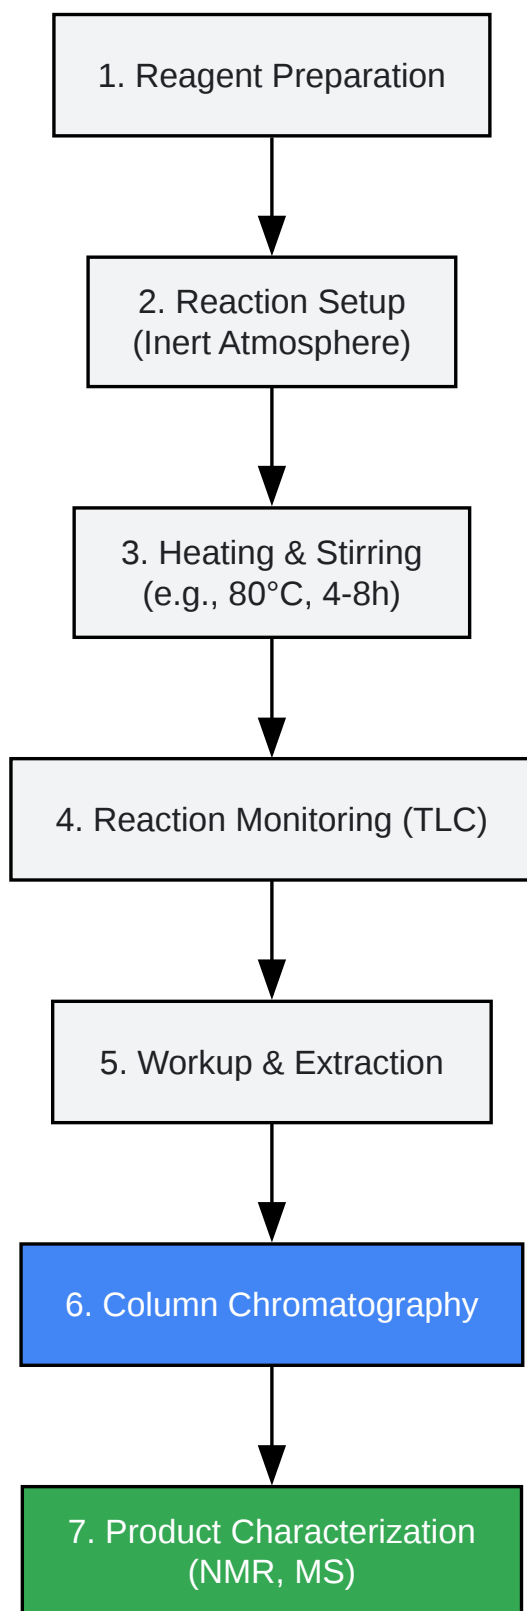 1. Reagent Preparation
2. Reaction Setup
(Inert Atmosphere)
3. Heating & Stirring
(e.g., 80°C, 4-8h)
4. Reaction Monitoring (TLC)
5. Workup & Extraction
6. Column Chromatography
7. Product Characterization
(NMR, MS)